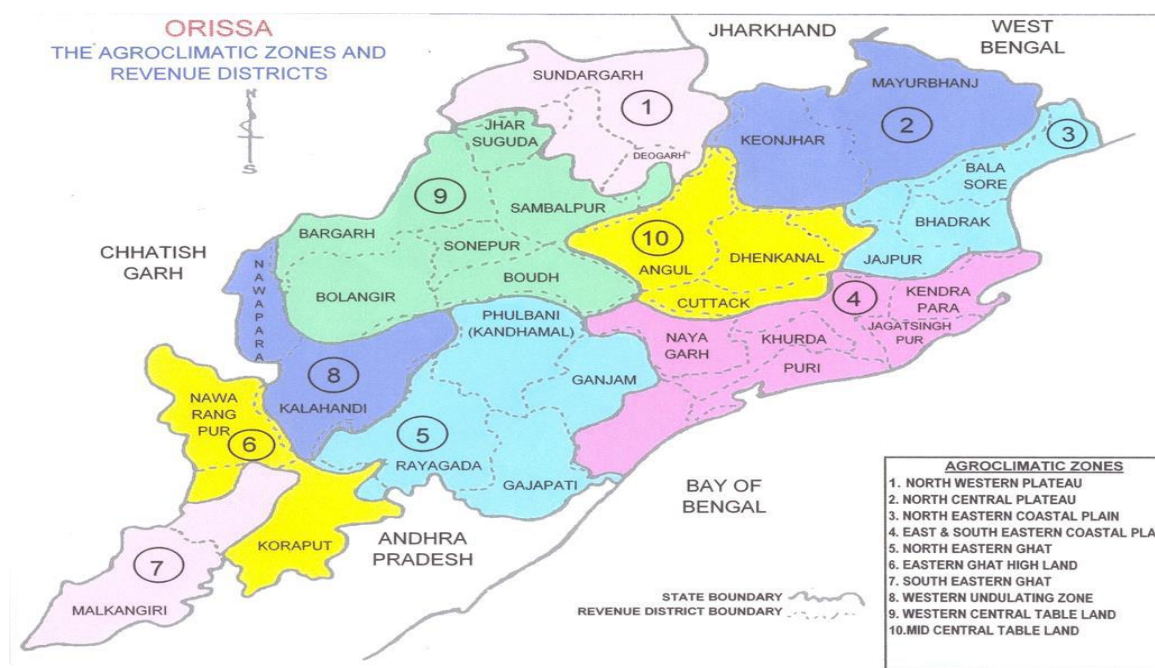 ORISSA
THE AGROCLIMATIC ZONES AND
REVENUE DISTRICTS
N
S
JHARKHAND
WEST
BENGAL
SUNDARGARH
1
MAYURBHANJ
2
3
JHAR
SUGUDA
KEONJHAR
DEOGARH
BALA
SORE
9
SAMBALPUR
BHADRAK
BARGARH
SONEPUR
10
ANGUL
DHENKANAL
JAJPUR
CHHATISH
GARH
NAWAPARA
BOLANGIR
BOUDH
CUTTACK
4
KENDRA
PARA
PHULBANI
(KANDHAMAL)
NAYA
GARH
KHURDA
JAGATSINGH
PUR
PURI
8
KALAHANDI
GANJAM
NAWA
RANG
PUR
6
5
RAYAGADA
GAJAPATI
BAY OF
BENGAL
KORAPUT
ANDHRA
PRADESH
7
MALKANGIRI
STATE BOUNDARY
REVENUE DISTRICT BOUNDARY
AGROCLIMATIC ZONES
1. NORTH WESTERN PLATEAU
2. NORTH CENTRAL PLATEAU
3. NORTH EASTERN COASTAL PLAIN
4. EAST & SOUTH EASTERN COASTAL PLA
5. NORTH EASTERN GHAT
6. EASTERN GHAT HIGH LAND
7. SOUTH EASTERN GHAT
8. WESTERN UNDULATING ZONE
9. WESTERN CENTRAL TABLE LAND
10.MID CENTRAL TABLE LAND